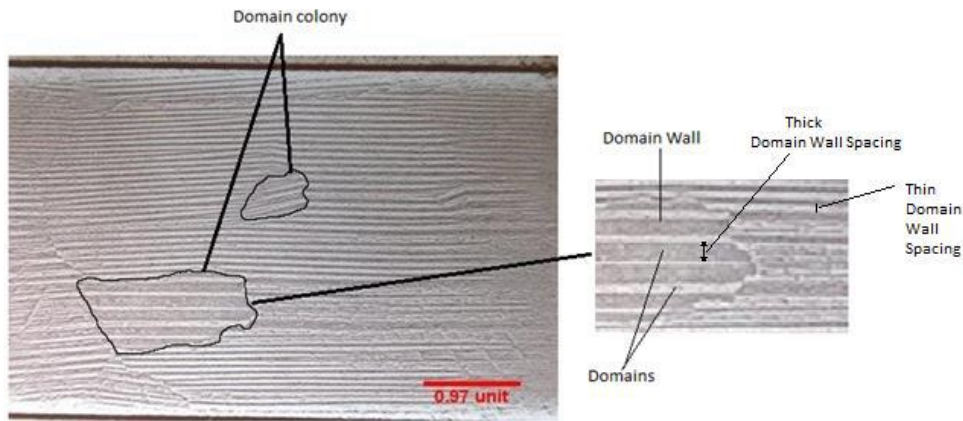 Domain colony
Domain Wall
Thick
Domain Wall Spacing
Thin
Domain
Wall
Spacing
Domains
0.97 unit